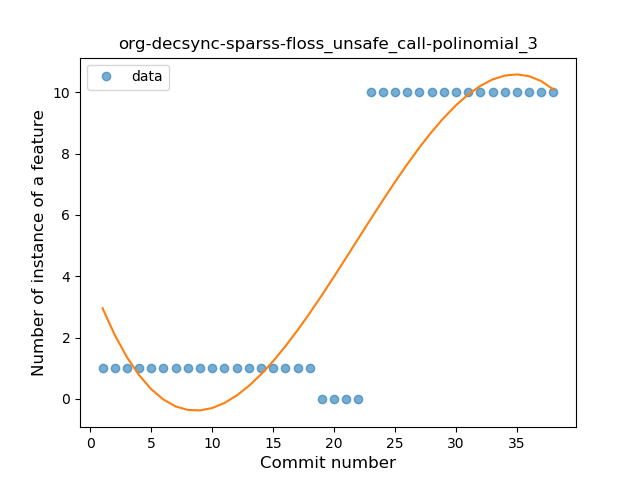 org-decsync-sparss-floss_unsafe_call-polinomial_3
data
Number of instance of a feature
10
8
6
4
2
0
0 5 10 15 20 25 30 35
Commit number